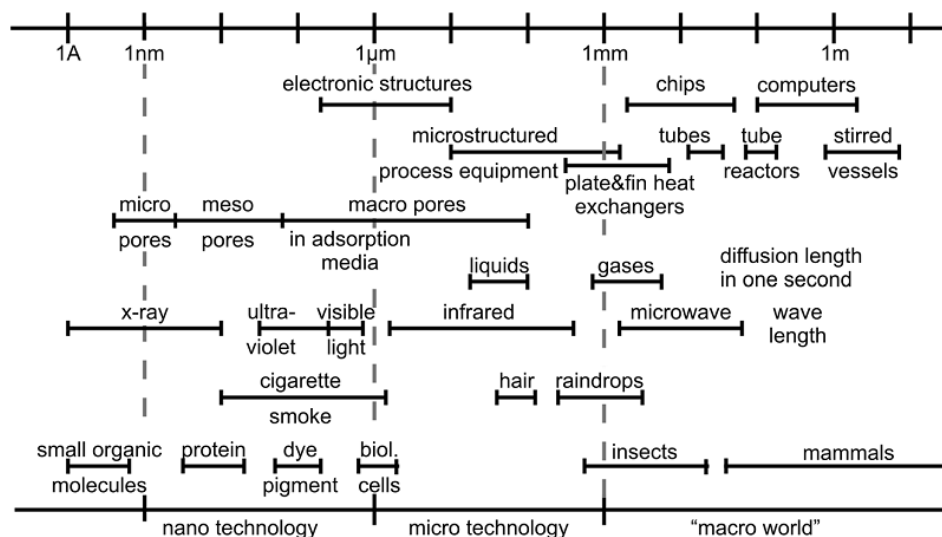 1A 1nm 1µm 1mm 1m
electronic structures chips computers
microstructured tubes tube stirred
process equipment reactors vessels
plate&fin heat
exchangers
micro meso macro pores
pores pores in adsorption
media
liquids gases diffusion length
in one second
x-ray ultra- visible infrared microwave wave
violet light length
cigarette hair raindrops
smoke
small organic protein dye biol. insects mammals
molecules pigment cells
nano technology micro technology "macro world"